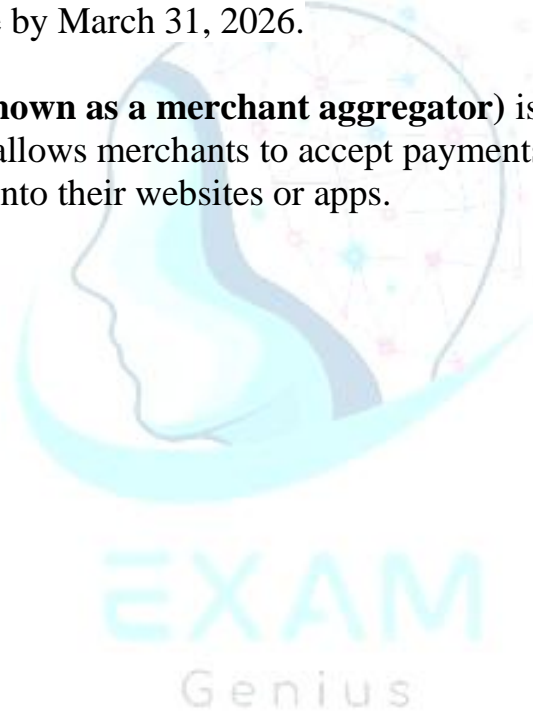 by March 31, 2026.
nown as a merchant aggregator) is
allows merchants to accept payments
nto their websites or apps.
EXAM
Genius